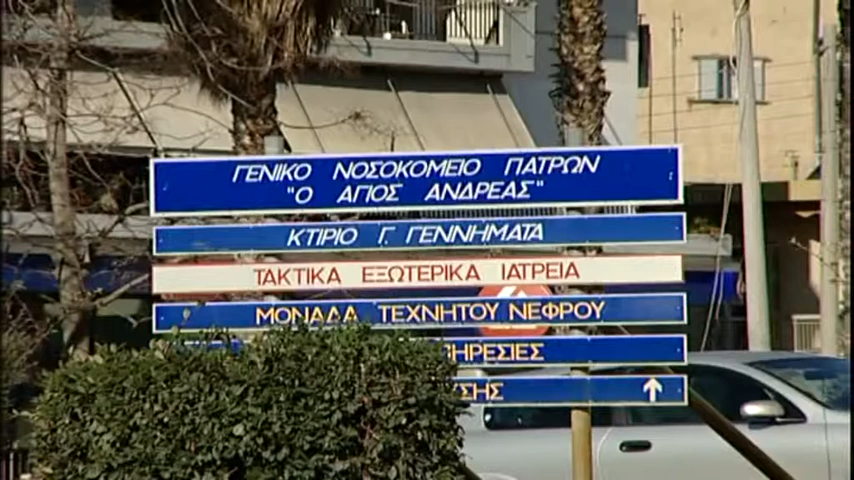 ΓΕΝΙΚΟ ΝΟΣΟΚΟΜΕΙΟ ΠΑΤΡΩΝ
"Ο ΑΓΙΟΣ ΑΝΔΡΕΑΣ"
ΚΤΙΡΙΟ Γ. ΓΕΝΝΗΜΑΤΑ
ΤΑΚΤΙΚΑ ΕΞΩΤΕΡΙΚΑ ΙΑΤΡΕΙΑ
ΜΟΝΑΔΑ ΤΕΧΝΗΤΟΥ ΝΕΦΡΟΥ